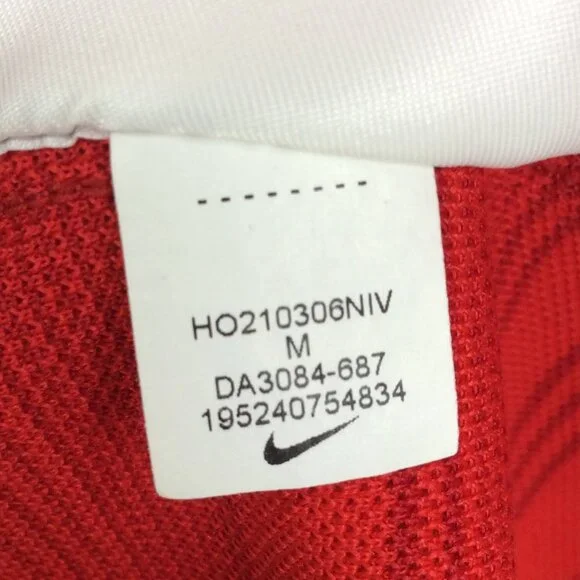 --------
HO210306NIV
M
DA3084-687
195240754834